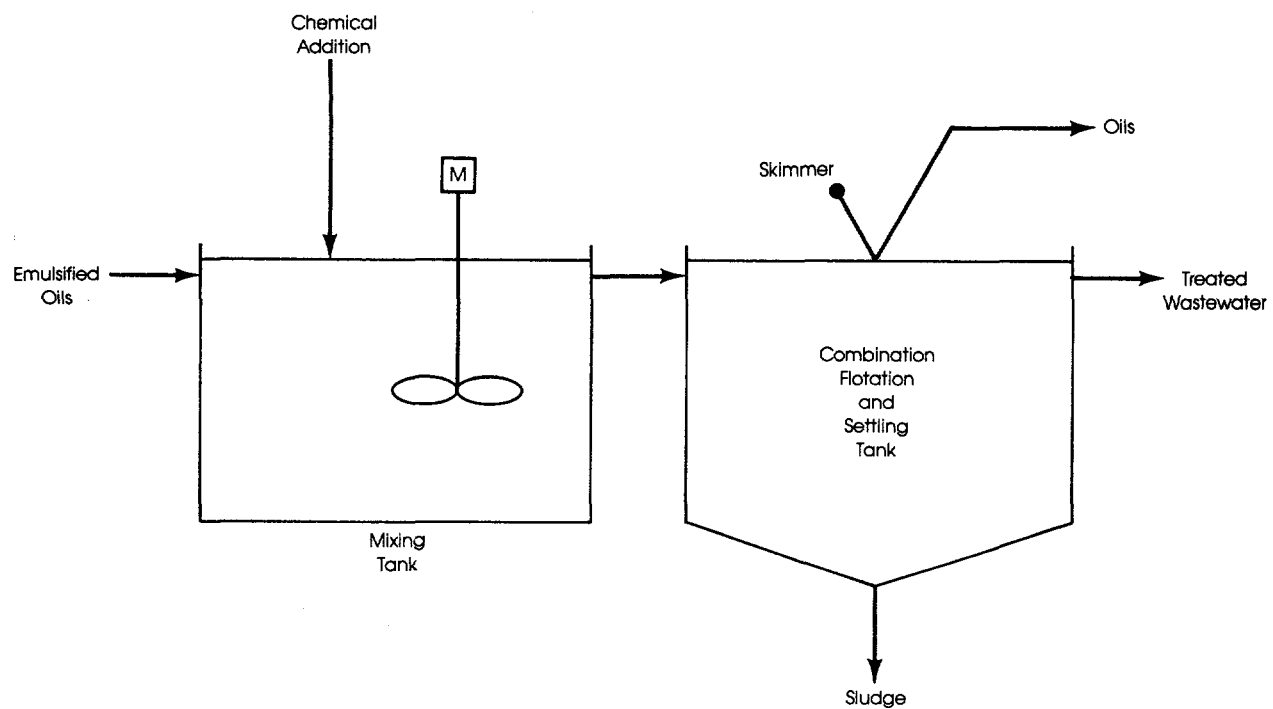 Chemical
Addition
M
Oils
Skimmer
Emulsified
Oils
Treated
Wastewater
Combination
Flotation
and
Settling
Tank
Mixing
Tank
Sludge